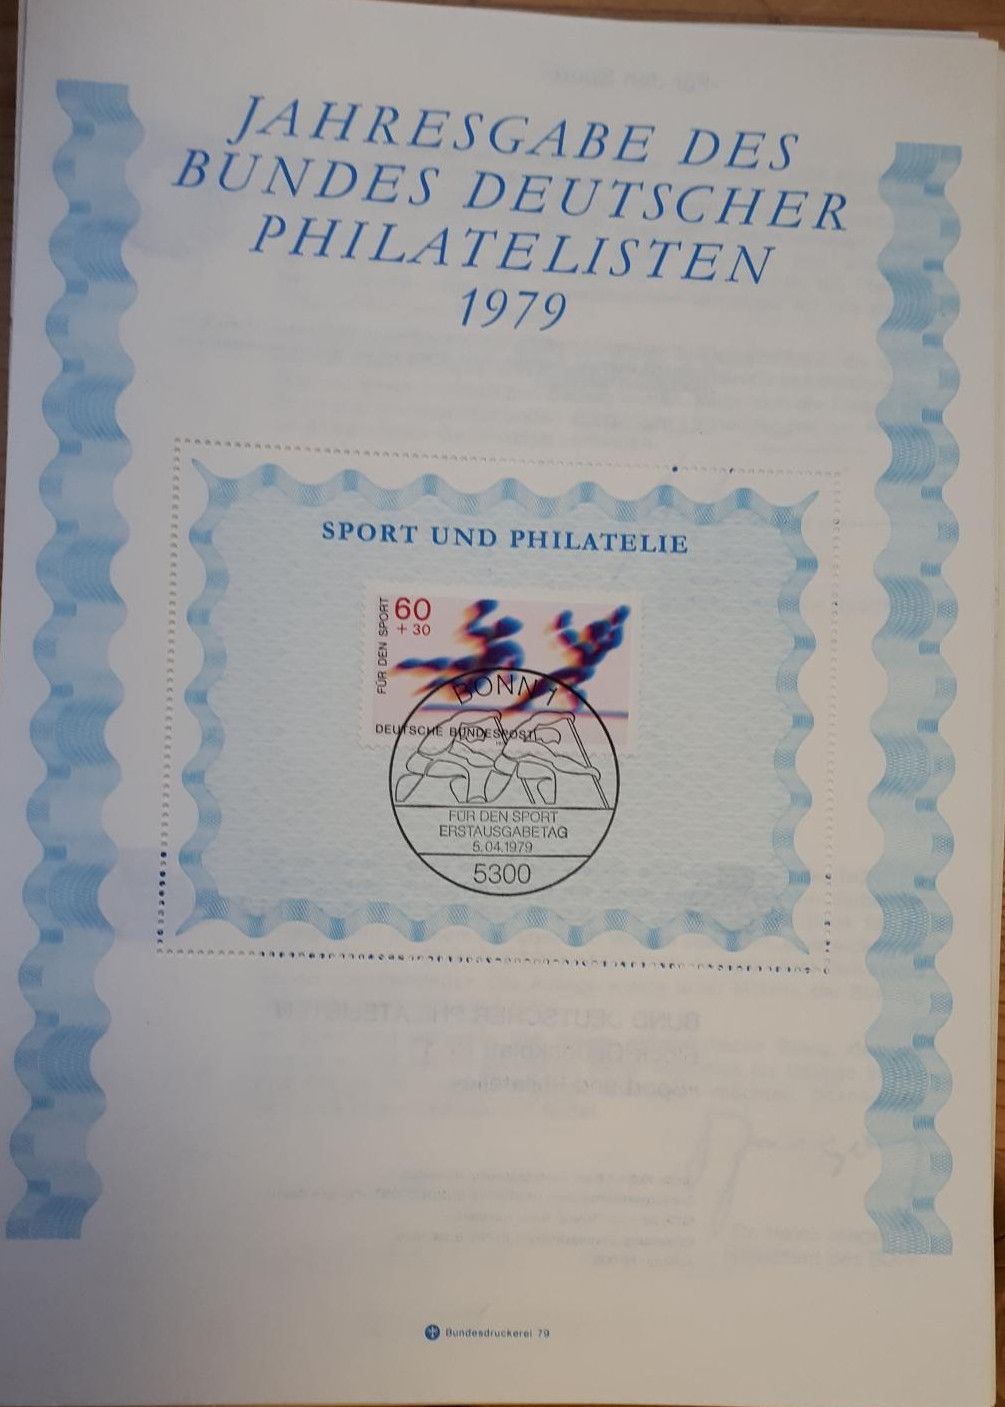 JAHRESGABE DES
BUNDES DEUTSCHER
PHILATELISTEN
1979
SPORT UND PHILATELIE
FÜR DEN SPORT
60
+ 30
DEUTSCHE BUNDESPOST
BONN 1
FÜR DEN SPORT
ERSTAUSGABETAG
5.04.1979
5300
Bundesdruckerei 79